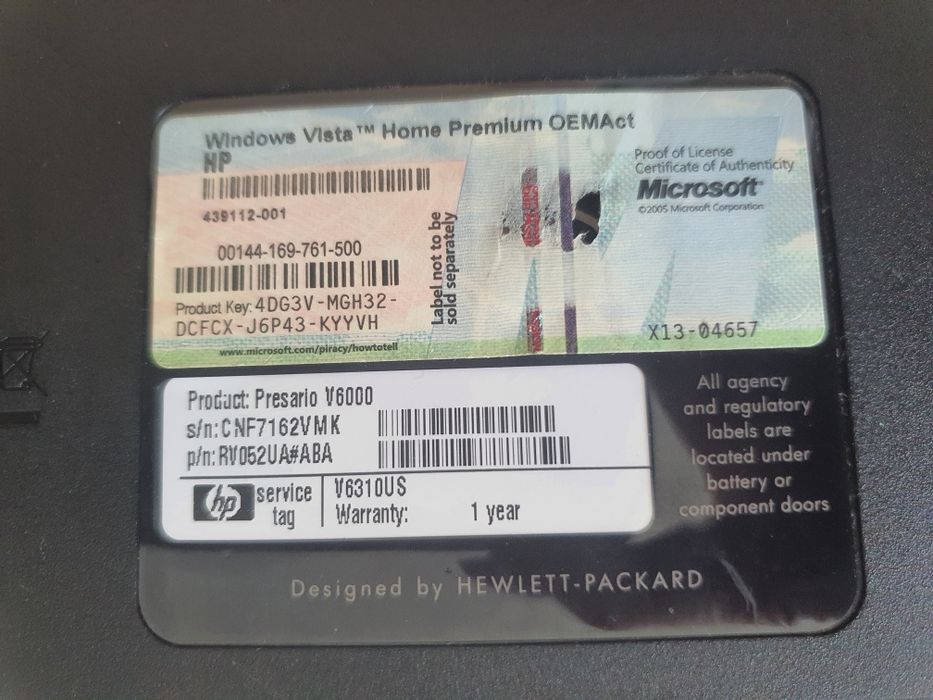 Windows Vista™ Home Premium OEMAct
HP
439112-001
00144-169-761-500
Product Key: 4DG3V-MGH32-
DCFCX-J6P43-KYYVH
www.microsoft.com/piracy/howtotell
Label not to be
sold separately
Proof of License
Certificate of Authenticity
Microsoft®
©2005 Microsoft Corporation
X13-04657
Product: Presario V6000
s/n: CNF7162VMK
p/n: RV052UA#ABA
hp
service
tag
V6310US
Warranty: 1 year
All agency
and regulatory
labels are
located under
battery or
component doors
Designed by HEWLETT-PACKARD